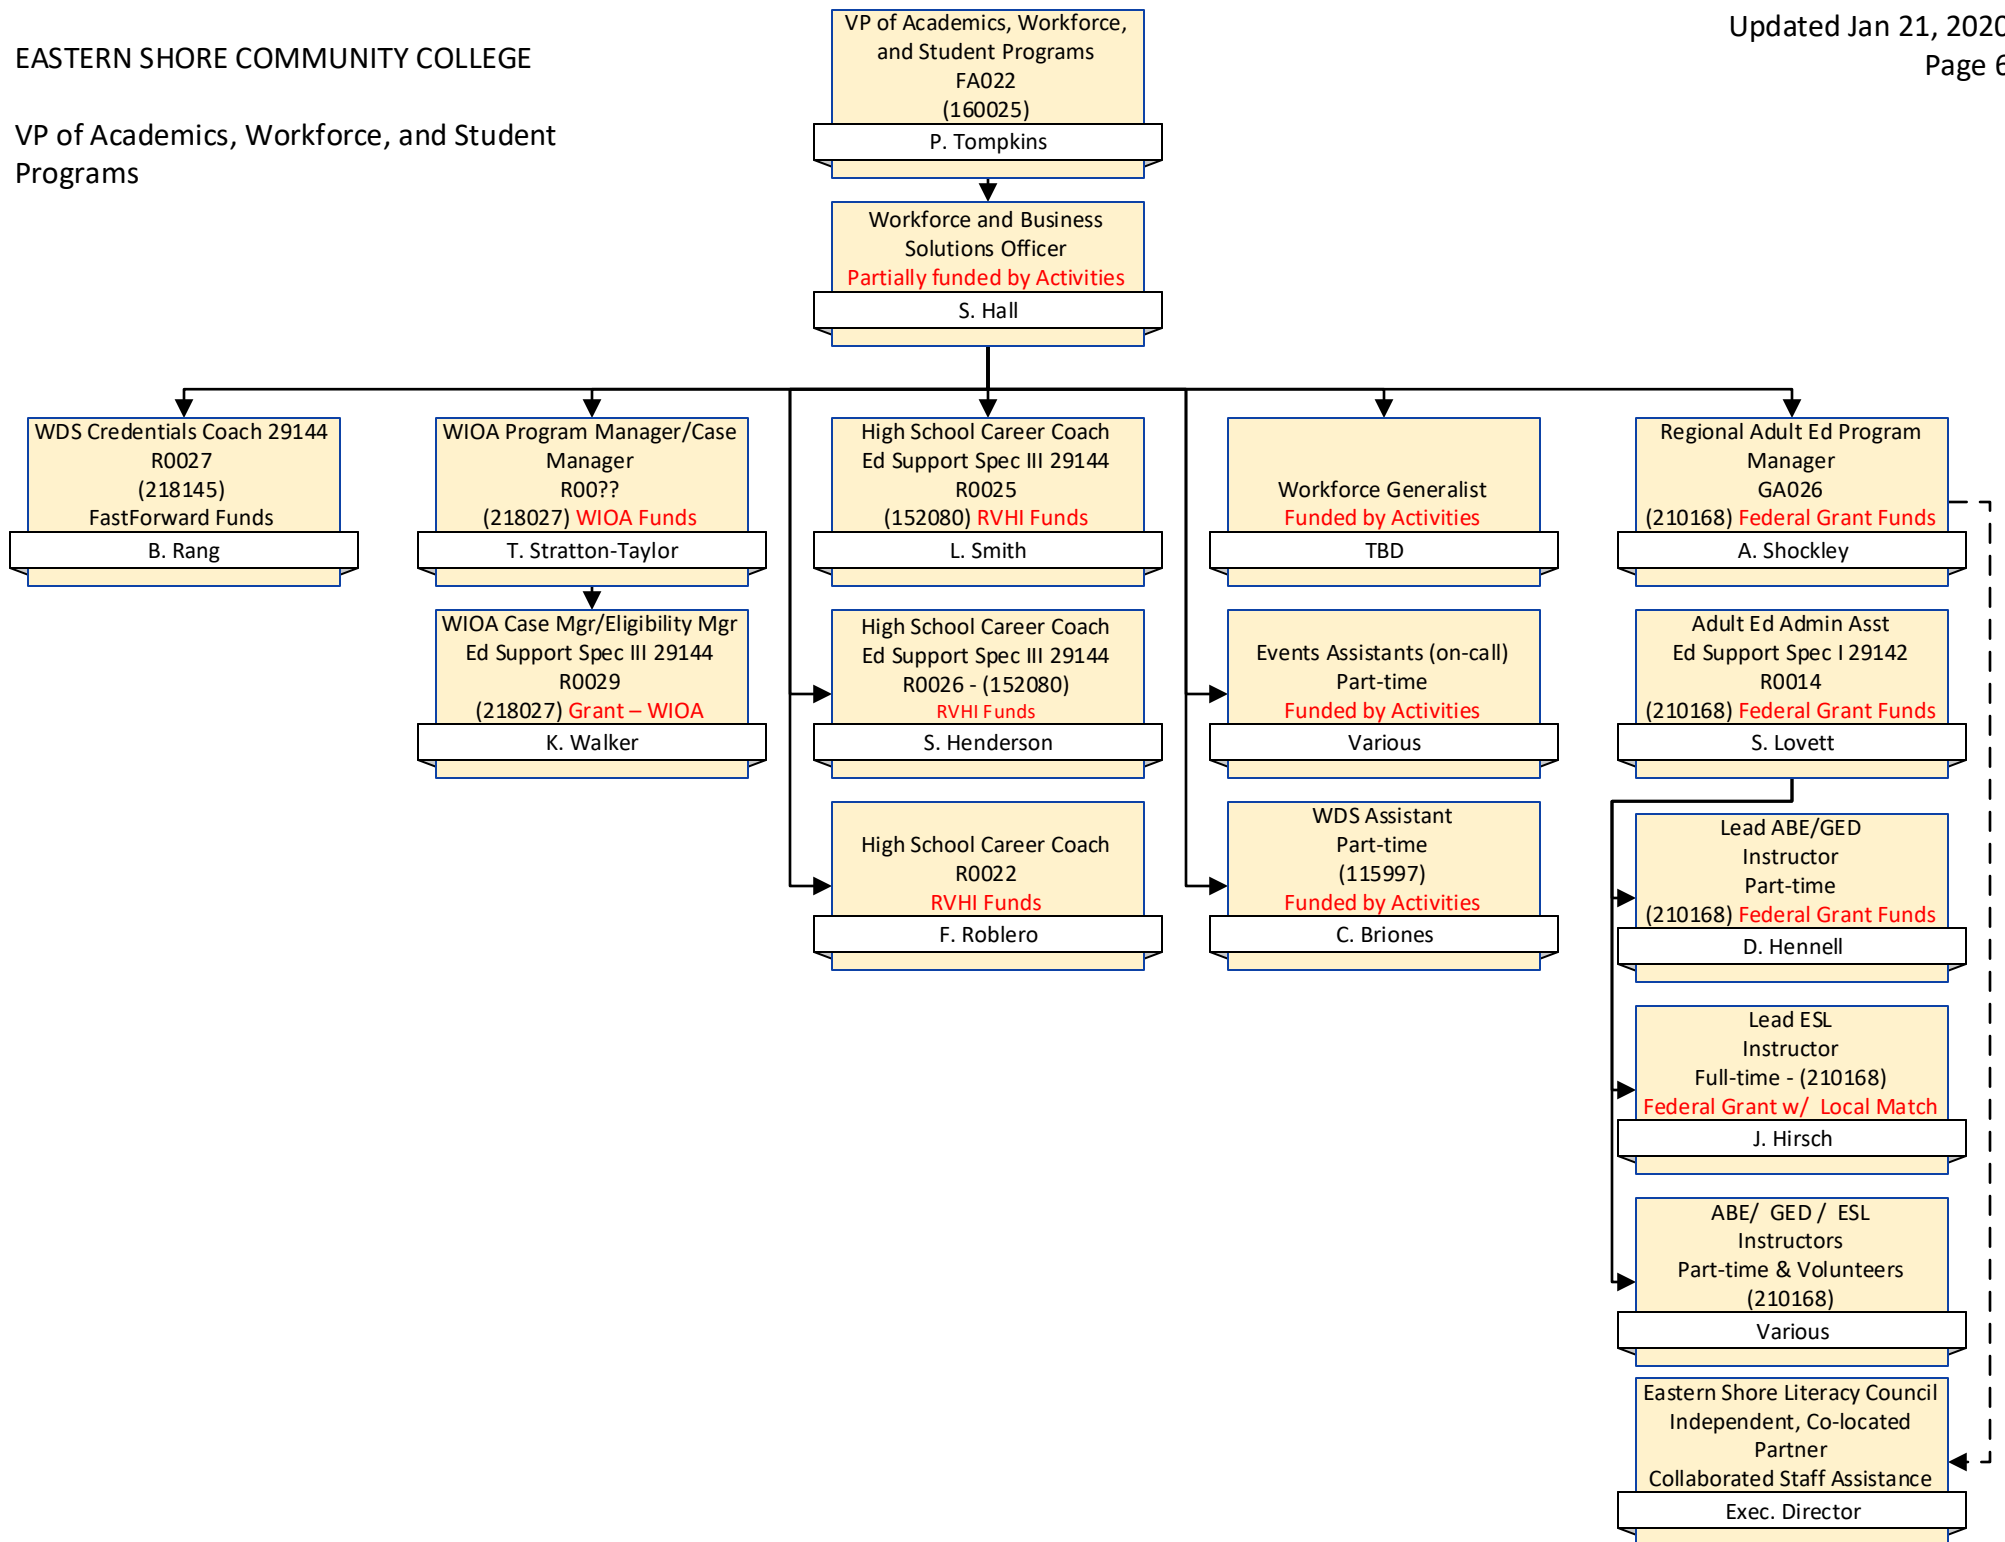 EASTERN SHORE COMMUNITY COLLEGE
VP of Academics, Workforce, and Student
Programs
Updated Jan 21, 2020
Page 6
VP of Academics, Workforce,
and Student Programs
FA022
(160025)
P. Tompkins
Workforce and Business
Solutions Officer
Partially funded by Activities
S. Hall
WDS Credentials Coach 29144
R0027
(218145)
FastForward Funds
B. Rang
WIOA Program Manager/Case
Manager
R00??
(218027) WIOA Funds
T. Stratton-Taylor
WIOA Case Mgr/Eligibility Mgr
Ed Support Spec III 29144
R0029
(218027) Grant – WIOA
K. Walker
High School Career Coach
Ed Support Spec III 29144
R0025
(152080) RVHI Funds
L. Smith
High School Career Coach
Ed Support Spec III 29144
R0026 - (152080)
RVHI Funds
S. Henderson
High School Career Coach
R0022
RVHI Funds
F. Roblero
Workforce Generalist
Funded by Activities
TBD
Events Assistants (on-call)
Part-time
Funded by Activities
Various
WDS Assistant
Part-time
(115997)
Funded by Activities
C. Briones
Regional Adult Ed Program
Manager
GA026
(210168) Federal Grant Funds
A. Shockley
Adult Ed Admin Asst
Ed Support Spec I 29142
R0014
(210168) Federal Grant Funds
S. Lovett
Lead ABE/GED
Instructor
Part-time
(210168) Federal Grant Funds
D. Hennell
Lead ESL
Instructor
Full-time - (210168)
Federal Grant w/ Local Match
J. Hirsch
ABE/ GED / ESL
Instructors
Part-time & Volunteers
(210168)
Various
Eastern Shore Literacy Council
Independent, Co-located
Partner
Collaborated Staff Assistance
Exec. Director